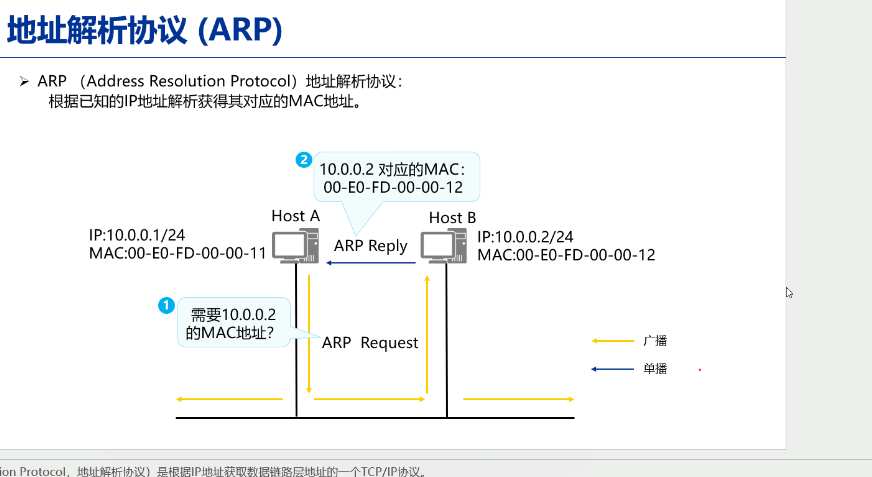 地址解析协议 (ARP)
ARP （Address Resolution Protocol）地址解析协议：
根据已知的IP地址解析获得其对应的MAC地址。
2
10.0.0.2 对应的MAC：
00-E0-FD-00-00-12
Host A
Host B
IP:10.0.0.1/24
MAC:00-E0-FD-00-00-11
ARP Reply
IP:10.0.0.2/24
MAC:00-E0-FD-00-00-12
1
需要10.0.0.2
的MAC地址？
ARP Request
广播
单播
ion Protocol，地址解析协议）是根据IP地址获取数据链路层地址的一个TCP/IP协议。